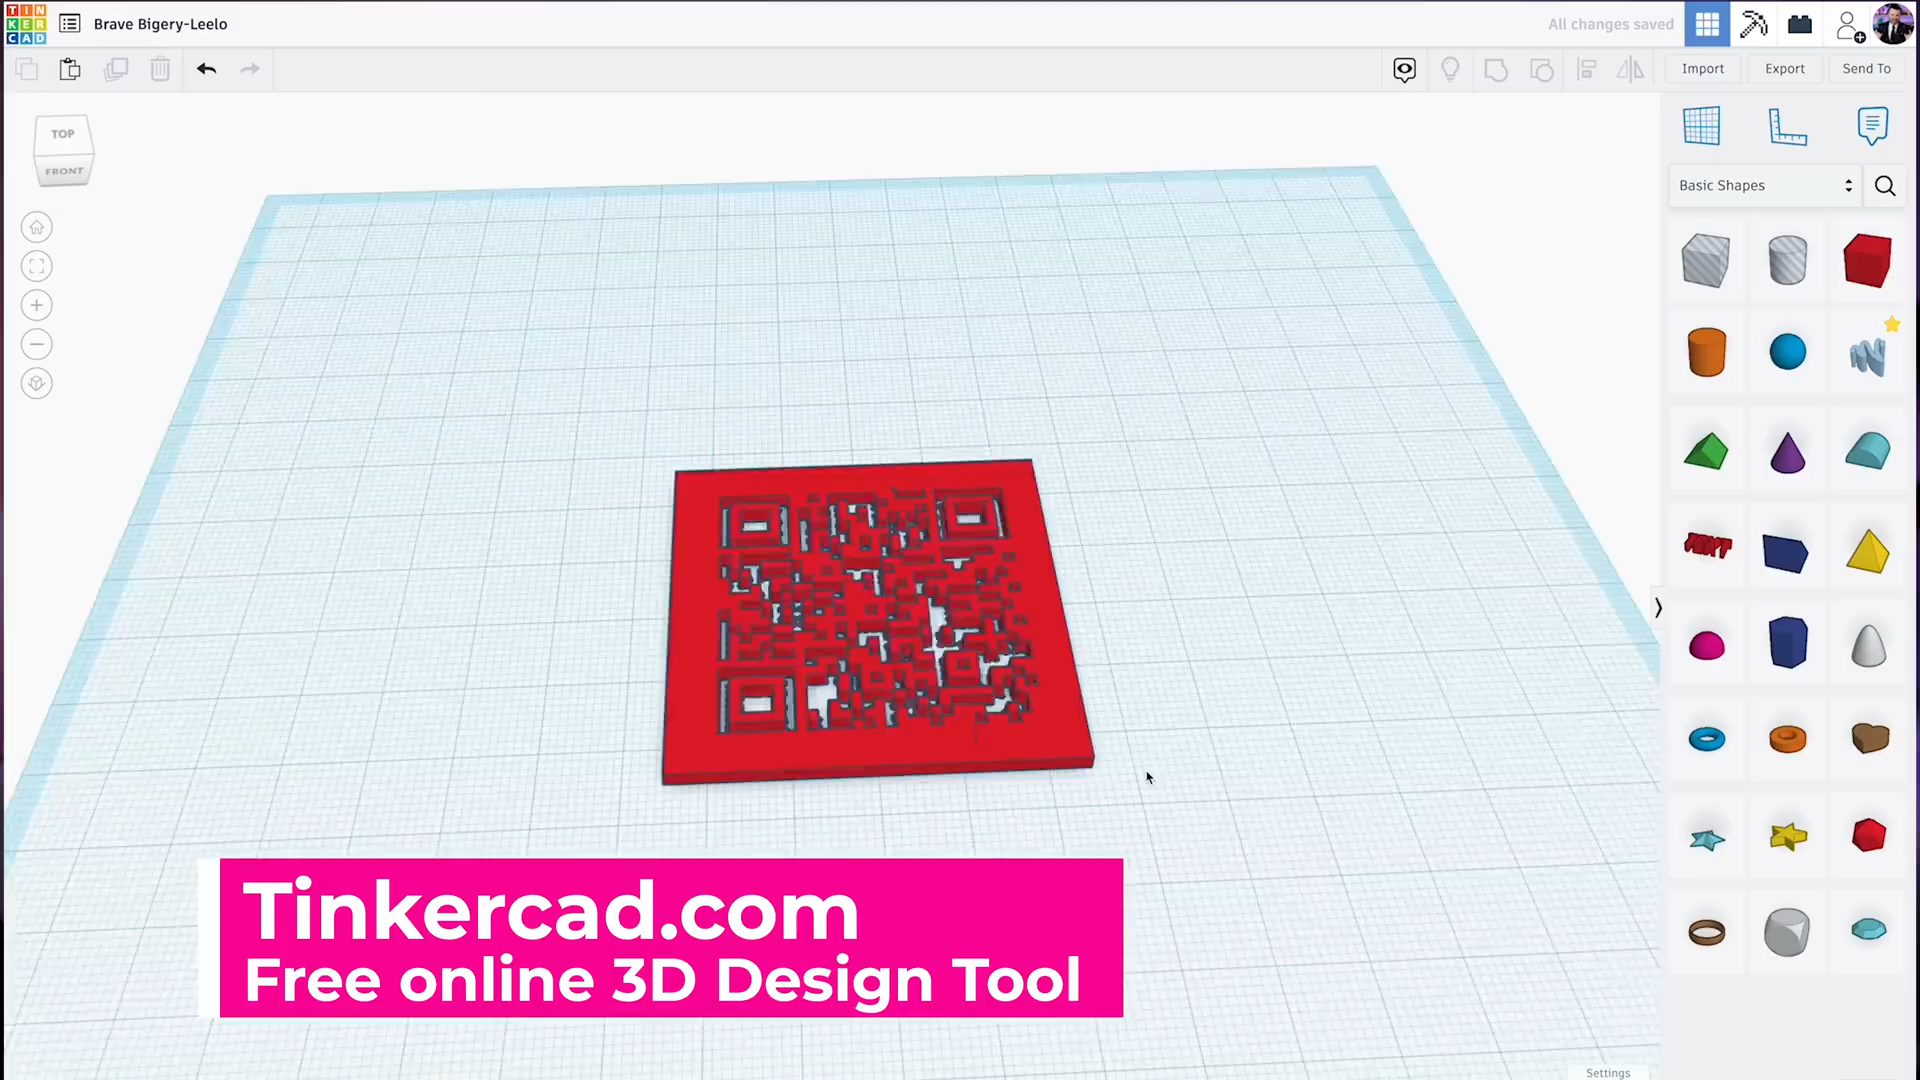 TIN
KER
CAD
Brave Bigery-Leelo
All changes saved
Import
Export
Send To
TOP
FRONT
Basic Shapes
TEXT
Tinkercad.com
Free online 3D Design Tool
Settings